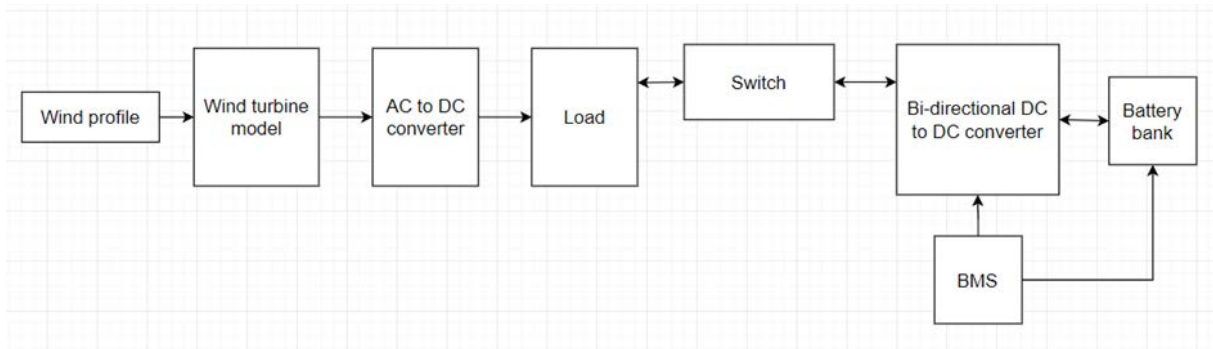 Wind profile
Wind turbine
model
AC to DC
converter
Load
Switch
Bi-directional DC
to DC converter
Battery
bank
BMS